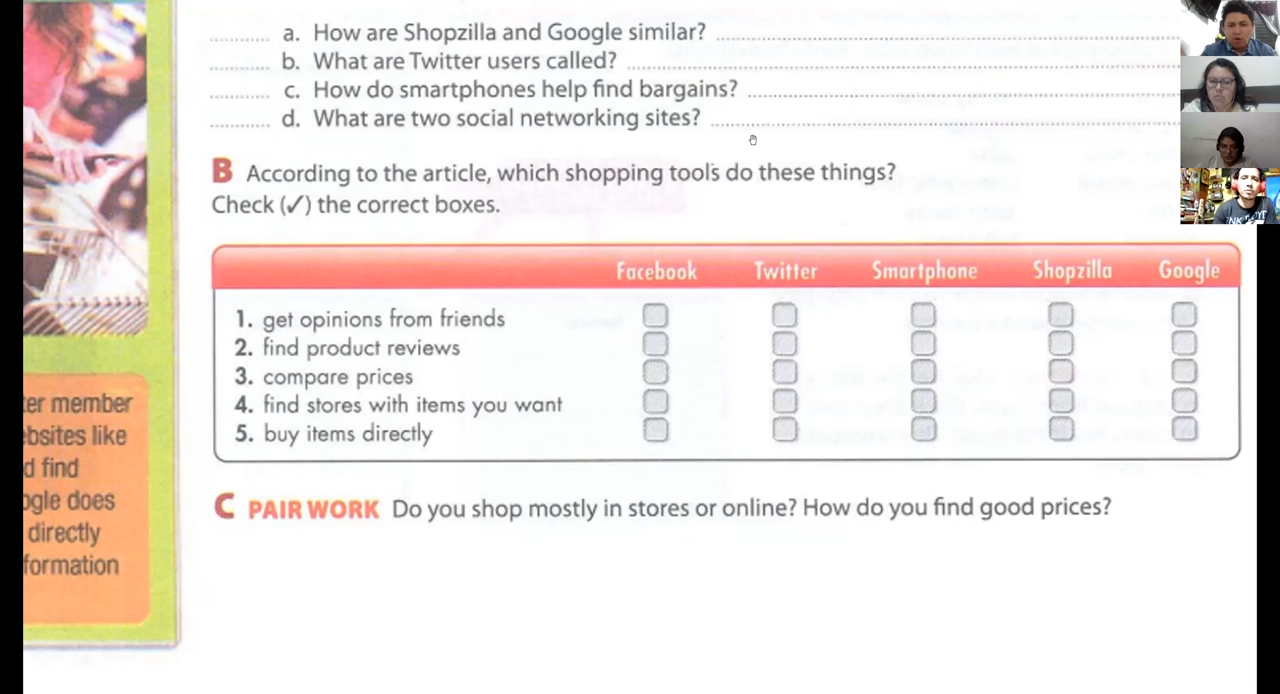 a. How are Shopzilla and Google similar?
b. What are Twitter users called?
c. How do smartphones help find bargains?
d. What are two social networking sites?
B According to the article, which shopping tools do these things?
Check (✓) the correct boxes.
Facebook Twitter Smartphone Shopzilla Google
1. get opinions from friends
2. find product reviews
3. compare prices
4. find stores with items you want
5. buy items directly
C PAIR WORK Do you shop mostly in stores or online? How do you find good prices?
member
like
find
does
directly